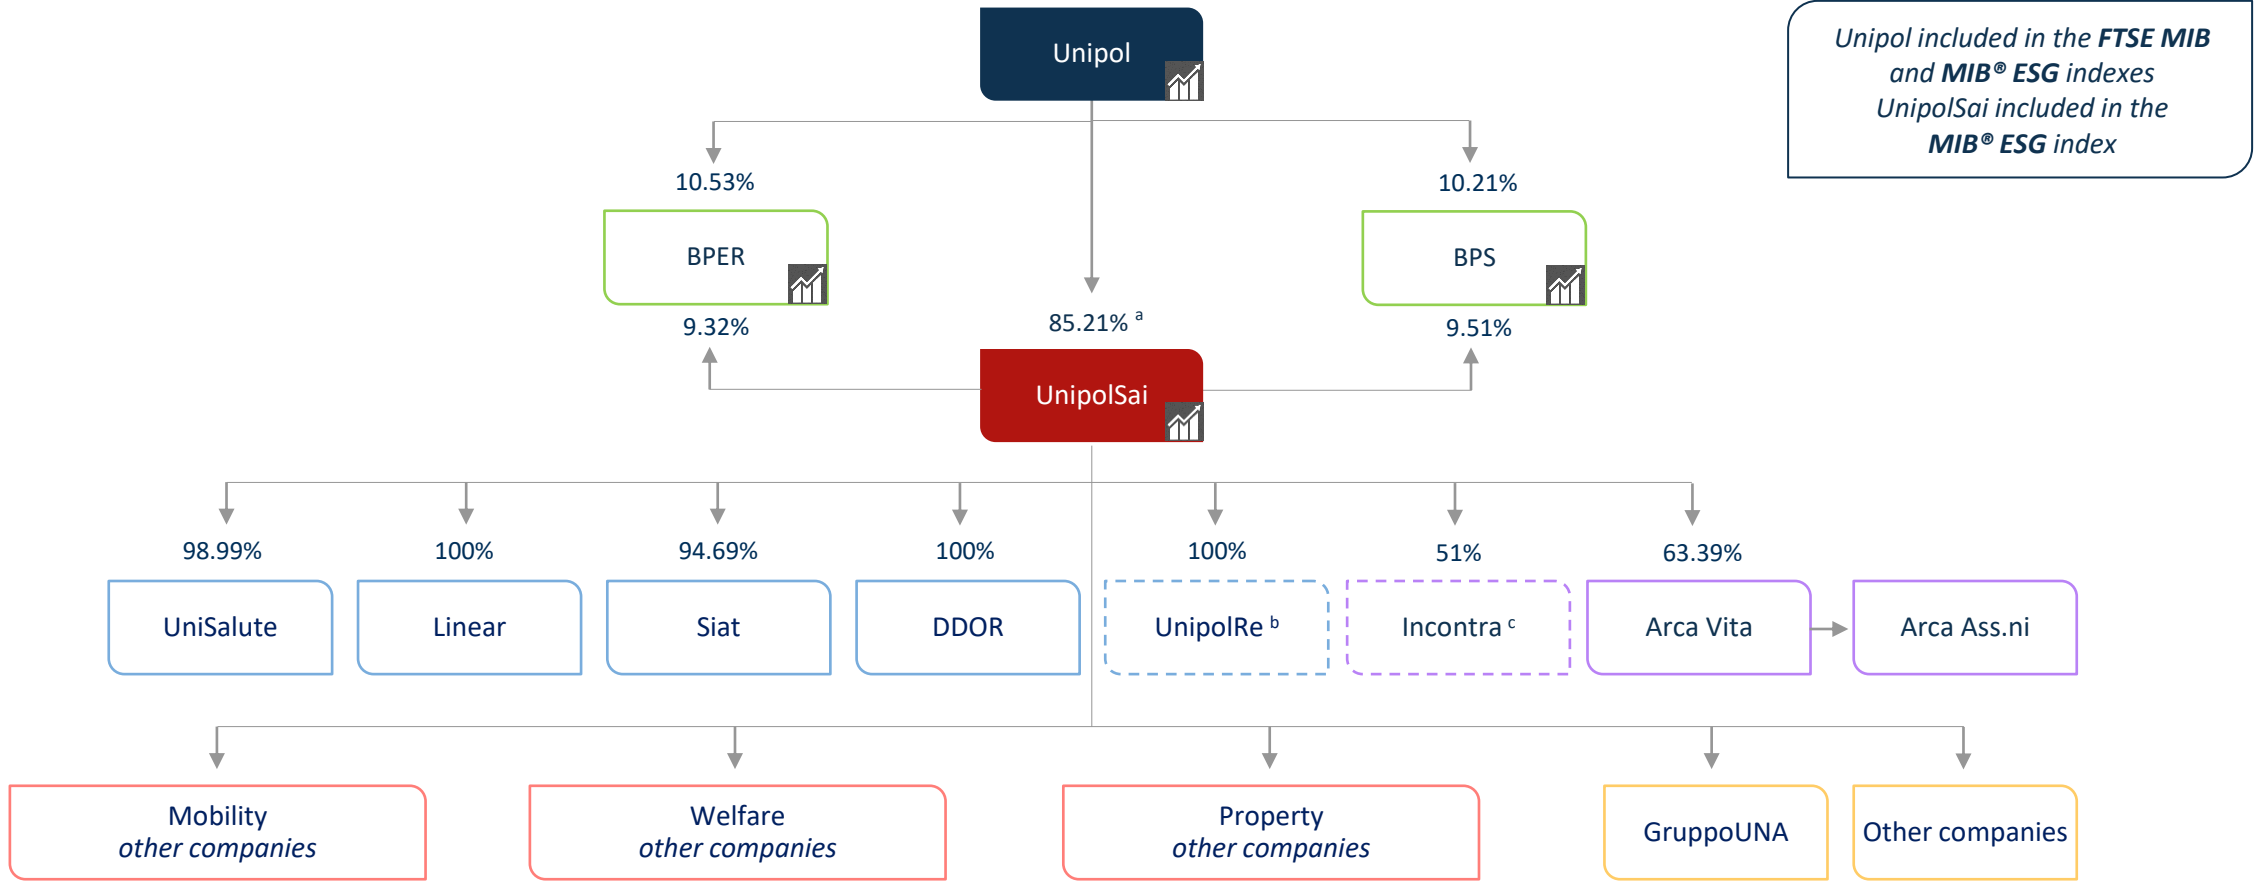 Unipol
Unipol included in the FTSE MIB
and MIB® ESG indexes
UnipolSai included in the
MIB® ESG index
10.53%
10.21%
BPER
BPS
9.32%
85.21% a
9.51%
UnipolSai
98.99%
100%
94.69%
100%
100%
51%
63.39%
UniSalute
Linear
Siat
DDOR
UnipolRe b
Incontra c
Arca Vita
Arca Ass.ni
Mobility
other companies
Welfare
other companies
Property
other companies
GruppoUNA
Other companies